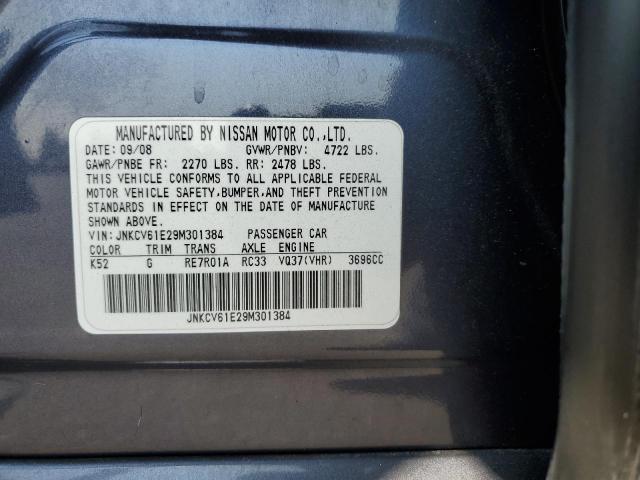 MANUFACTURED BY NISSAN MOTOR CO.,LTD.
DATE: 09/08 GVWR/PNBV: 4722 LBS.
GAWR/PNBE FR: 2270 LBS. RR: 2478 LBS.
THIS VEHICLE CONFORMS TO ALL APPLICABLE FEDERAL
MOTOR VEHICLE SAFETY,BUMPER,AND THEFT PREVENTION
STANDARDS IN EFFECT ON THE DATE OF MANUFACTURE
SHOWN ABOVE.
VIN: JNKCV61E29M301384 PASSENGER CAR
COLOR TRIM TRANS AXLE ENGINE
K52 G RE7R01A RC33 VQ37(VHR) 3696CC
JNKCV61E29M301384